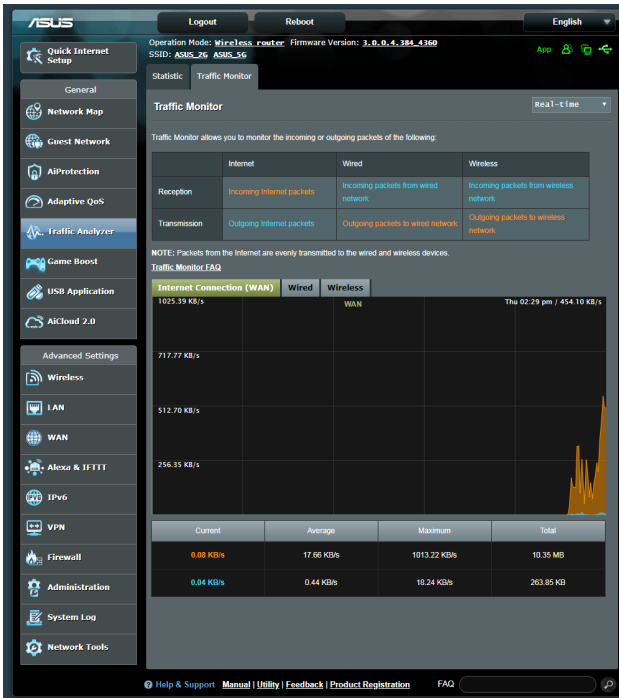 ASUS
Logout
Reboot
English
Quick Internet
Setup
Operation Mode: Wireless router Firmware Version: 3.0.0.4.384_4360
SSID: ASUS_2G ASUS_5G
App
Statistic
Traffic Monitor
General
Network Map
Guest Network
AiProtection
Adaptive QoS
Traffic Analyzer
Game Boost
USB Application
AiCloud 2.0
Advanced Settings
Wireless
LAN
WAN
Alexa & IFTTT
IPv6
VPN
Firewall
Administration
System Log
Network Tools
Traffic Monitor
Real-time
Traffic Monitor allows you to monitor the incoming or outgoing packets of the following:
Internet Wired Wireless
Reception
Incoming Internet packets
Incoming packets from wired
network
Incoming packets from wireless
network
Transmission
Outgoing Internet packets
Outgoing packets to wired network
Outgoing packets to wireless
network
NOTE: Packets from the Internet are evenly transmitted to the wired and wireless devices.
Traffic Monitor FAQ
Internet Connection (WAN) Wired Wireless
1025.39 KB/s
WAN
Thu 02:29 pm / 454.10 KB/s
717.77 KB/s
512.70 KB/s
256.35 KB/s
Current Average Maximum Total
0.08 KB/s 17.66 KB/s 1013.22 KB/s 10.35 MB
0.04 KB/s 0.44 KB/s 18.24 KB/s 263.85 KB
Help & Support Manual | Utility | Feedback | Product Registration FAQ